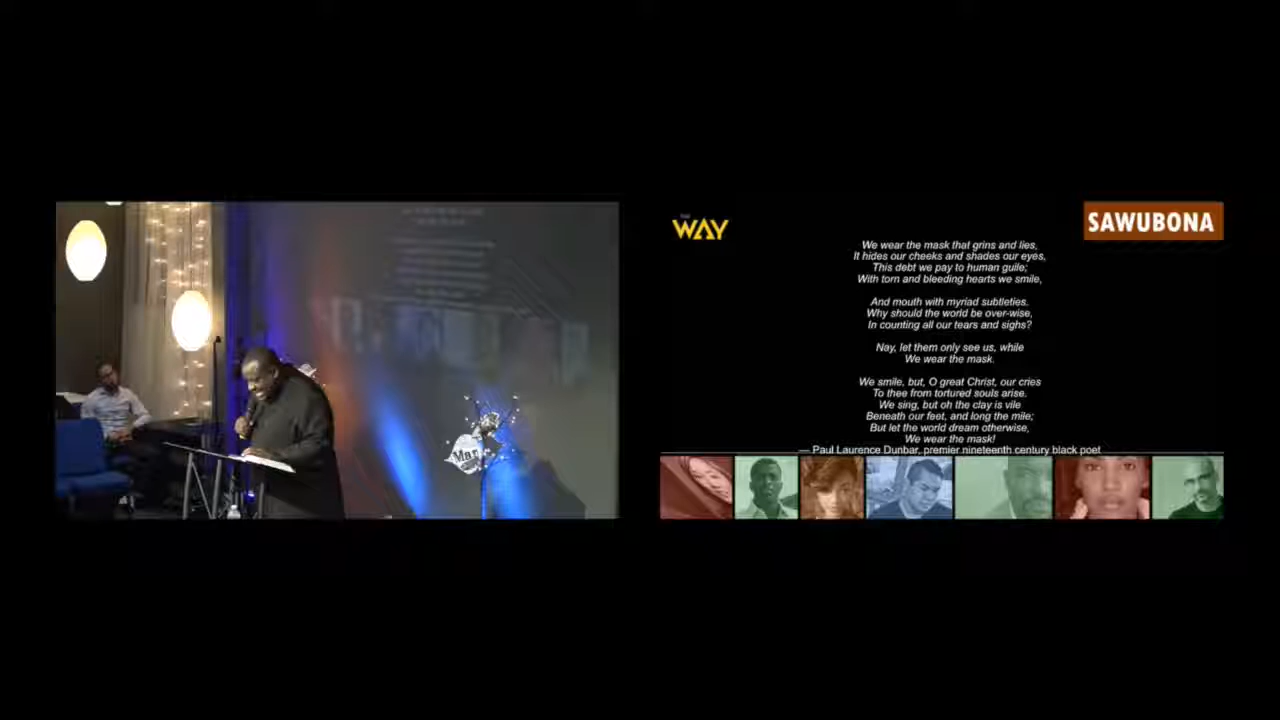 Mar
THE
WAY
SAWUBONA
We wear the mask that grins and lies,
It hides our cheeks and shades our eyes,
This debt we pay to human guile;
With torn and bleeding hearts we smile,
And mouth with myriad subtleties.
Why should the world be over-wise,
In counting all our tears and sighs?
Nay, let them only see us, while
We wear the mask.
We smile, but, O great Christ, our cries
To thee from tortured souls arise.
We sing, but oh the clay is vile
Beneath our feet, and long the mile;
But let the world dream otherwise,
We wear the mask!
— Paul Laurence Dunbar, premier nineteenth century black poet